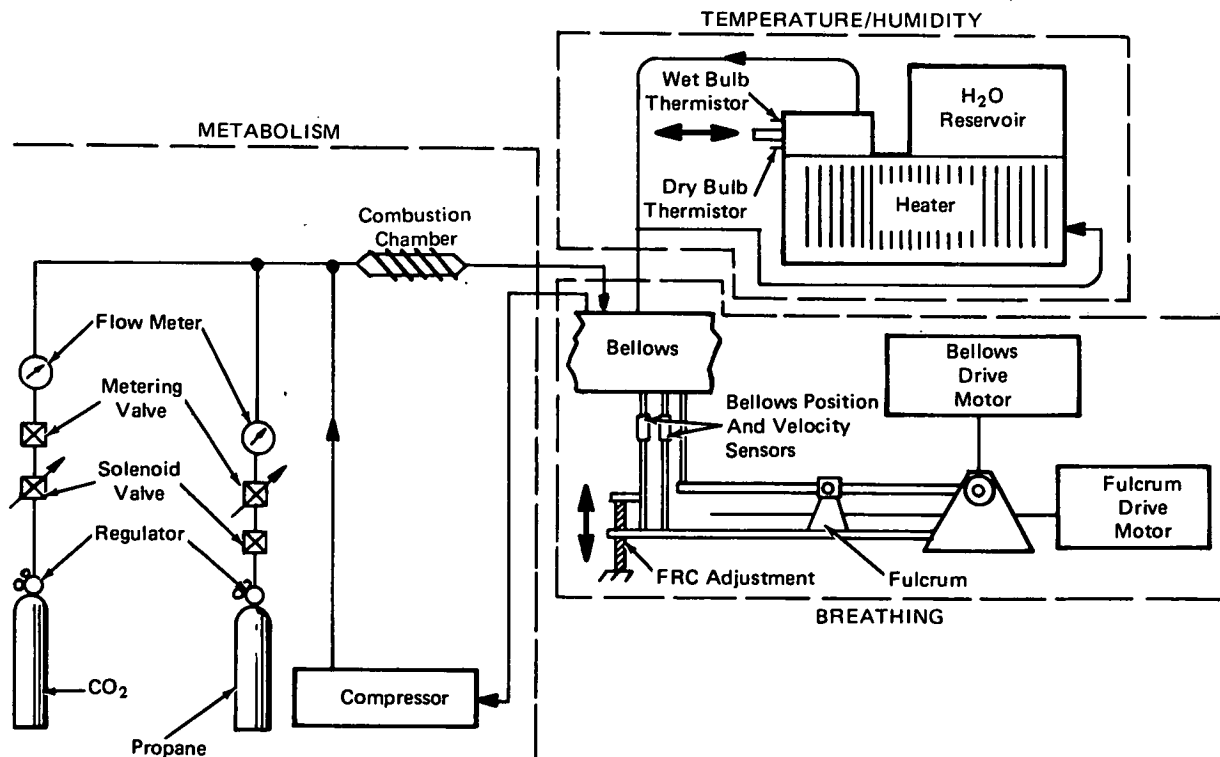 TEMPERATURE/HUMIDITY
Wet Bulb
Thermistor
H₂O
Reservoir
Dry Bulb
Thermistor
Heater
METABOLISM
Combustion
Chamber
Flow Meter
Metering
Valve
Solenoid
Valve
Regulator
CO₂
Propane
Compressor
Bellows
Bellows Position
And Velocity
Sensors
Bellows
Drive
Motor
Fulcrum
Drive
Motor
FRC Adjustment
Fulcrum
BREATHING